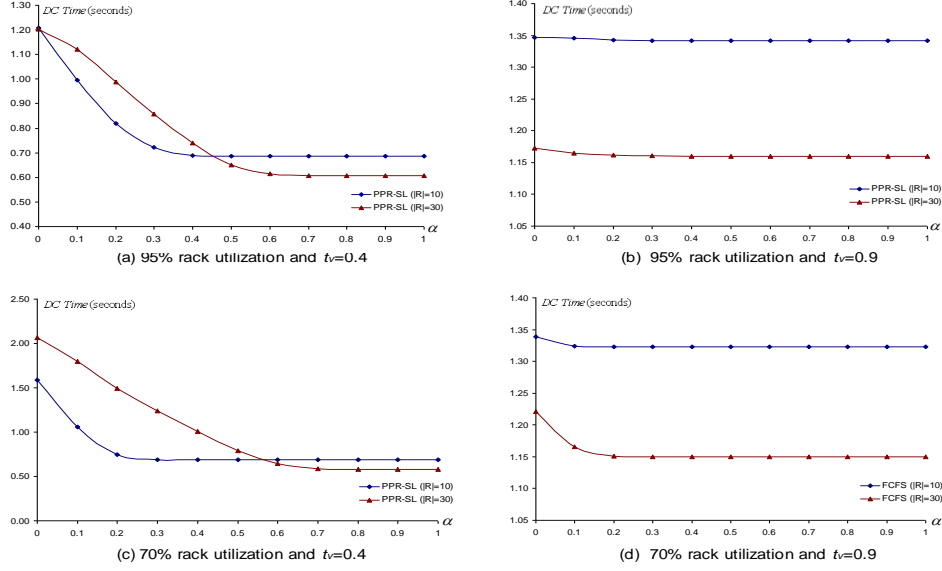 DC Time (seconds)
1.30
1.20
1.10
1.00
0.90
0.80
0.70
0.60
0.50
0.40
PPR-SL (|R|=10)
PPR-SL (|R|=30)
0 0.1 0.2 0.3 0.4 0.5 0.6 0.7 0.8 0.9 1 α
(a) 95% rack utilization and tv=0.4
DC Time (seconds)
1.40
1.35
1.30
1.25
1.20
1.15
1.10
1.05
PPR-SL (|R|=10)
PPR-SL (|R|=30)
0 0.1 0.2 0.3 0.4 0.5 0.6 0.7 0.8 0.9 1 α
(b) 95% rack utilization and tv=0.9
DC Time (seconds)
2.50
2.00
1.50
1.00
0.50
0.00
PPR-SL (|R|=10)
PPR-SL (|R|=30)
0 0.1 0.2 0.3 0.4 0.5 0.6 0.7 0.8 0.9 1 α
(c) 70% rack utilization and tv=0.4
DC Time (seconds)
1.40
1.35
1.30
1.25
1.20
1.15
1.10
1.05
FCFS (|R|=10)
FCFS (|R|=30)
0 0.1 0.2 0.3 0.4 0.5 0.6 0.7 0.8 0.9 1 α
(d) 70% rack utilization and tv=0.9